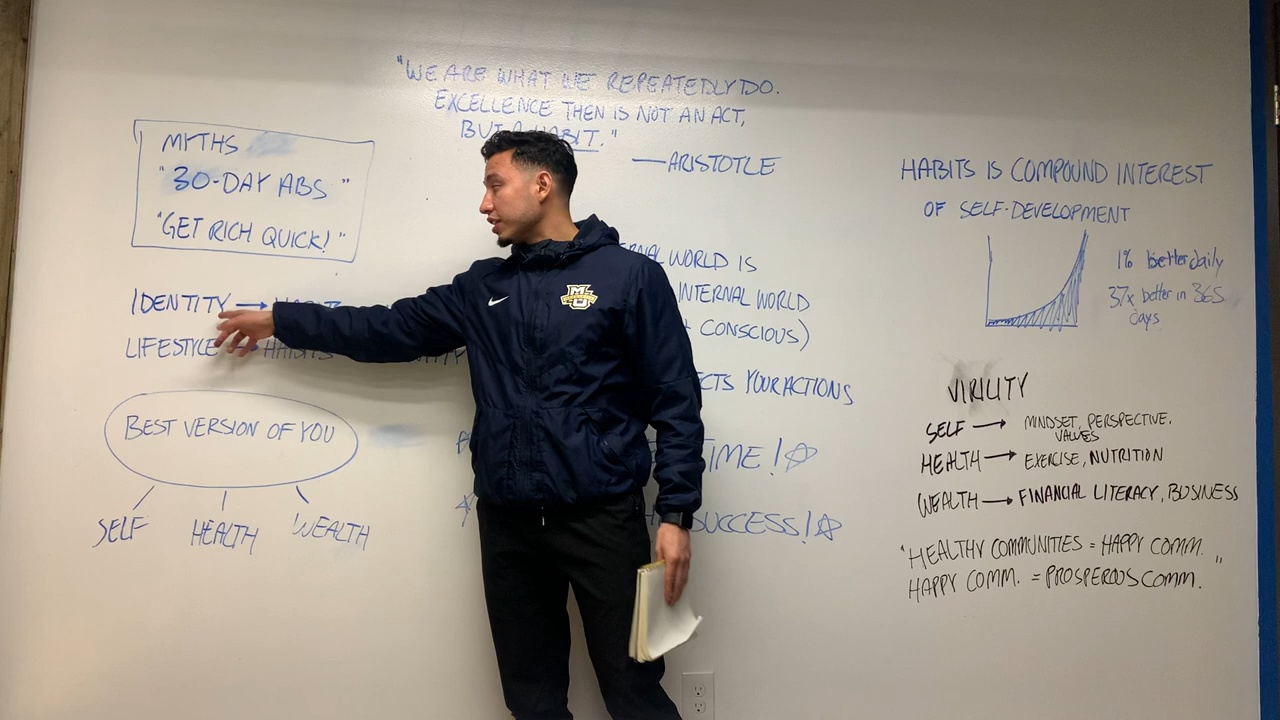 "WE ARE WHAT WE REPEATEDLY DO.
EXCELLENCE THEN IS NOT AN ACT,
BUT A HABIT."
—ARISTOTLE
MYTHS
"30-DAY ABS"
"GET RICH QUICK!"
IDENTITY → HABITS
LIFESTYLE → HABITS
BEST VERSION OF YOU
SELF HEALTH WEALTH
WORLD IS
INTERNAL WORLD
CONSCIOUS)
YOUR ACTIONS
TIME!☆
SUCCESS!☆
MU
HABITS IS COMPOUND INTEREST
OF SELF-DEVELOPMENT
1% better daily
37x better in 365
days
VIRILITY
SELF → MINDSET, PERSPECTIVE,
VALUES
HEALTH → EXERCISE, NUTRITION
WEALTH → FINANCIAL LITERACY, BUSINESS
"HEALTHY COMMUNITIES = HAPPY COMM.
HAPPY COMM. = PROSPEROUS COMM."